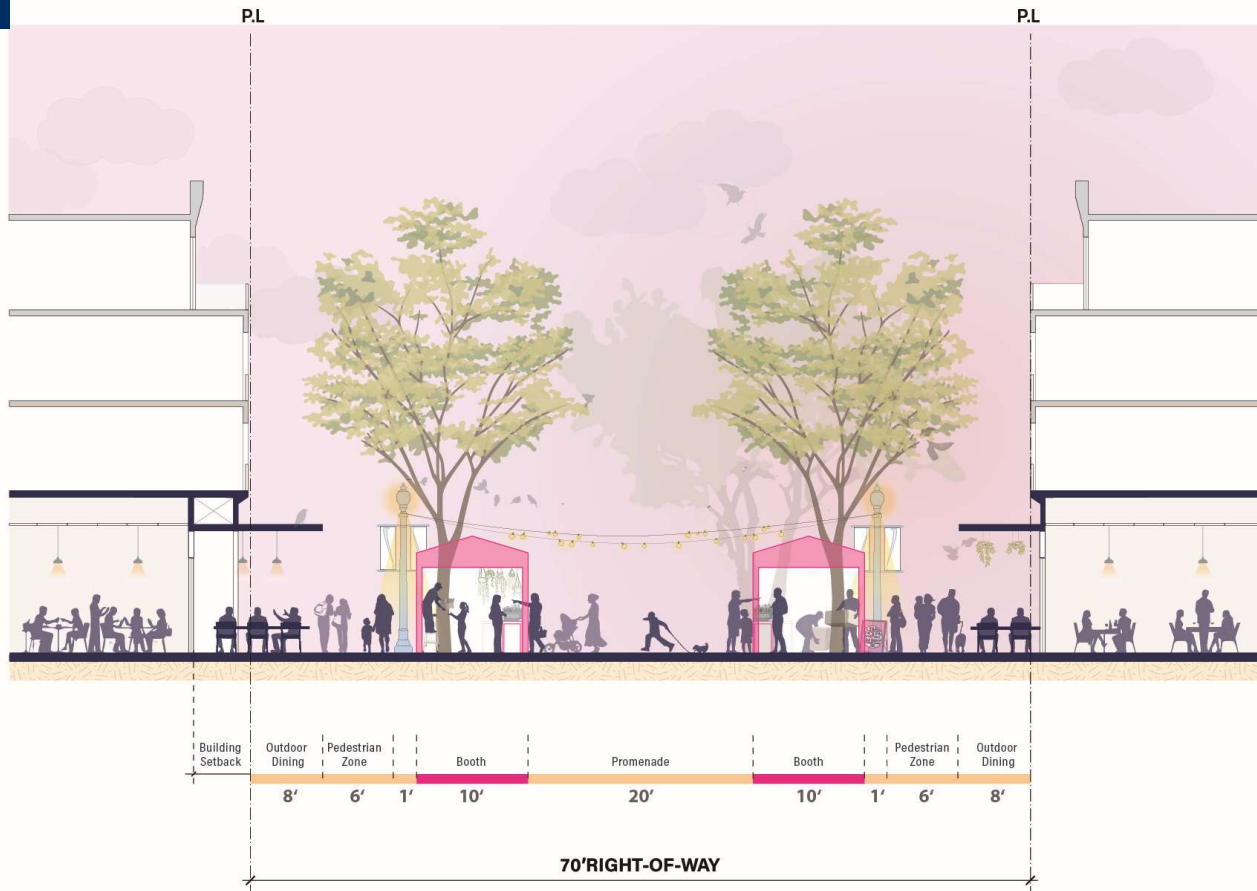 P.L
P.L
Building
Setback
Outdoor
Dining
Pedestrian
Zone
Booth
Promenade
Booth
Pedestrian
Zone
Outdoor
Dining
8'
6'
1'
10'
20'
10'
1'
6'
8'
70'RIGHT-OF-WAY